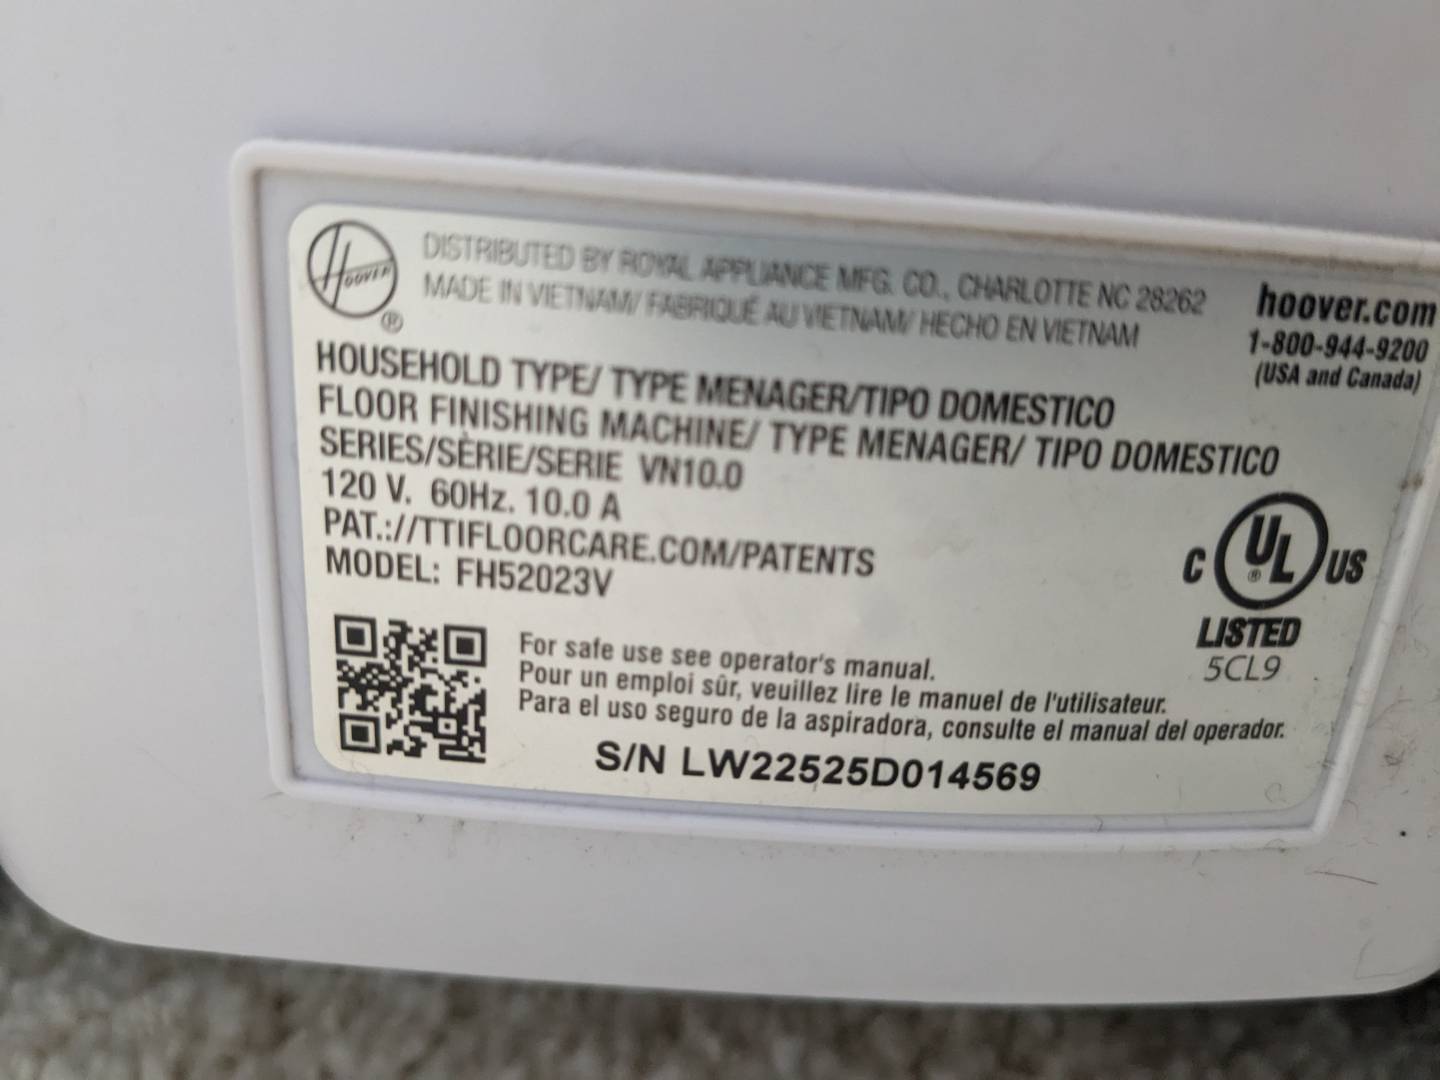 HOOVER
®
DISTRIBUTED BY ROYAL APPLIANCE MFG. CO., CHARLOTTE NC 28262
MADE IN VIETNAM/ FABRIQUÉ AU VIETNAM/ HECHO EN VIETNAM
hoover.com
1-800-944-9200
(USA and Canada)
HOUSEHOLD TYPE/ TYPE MENAGER/TIPO DOMESTICO
FLOOR FINISHING MACHINE/ TYPE MENAGER/ TIPO DOMESTICO
SERIES/SÈRIE/SERIE VN10.0
120 V. 60Hz. 10.0 A
PAT.://TTIFLOORCARE.COM/PATENTS
MODEL: FH52023V
C UL® US
LISTED
5CL9
For safe use see operator's manual.
Pour un emploi sûr, veuillez lire le manuel de l'utilisateur.
Para el uso seguro de la aspiradora, consulte el manual del operador.
S/N LW22525D014569